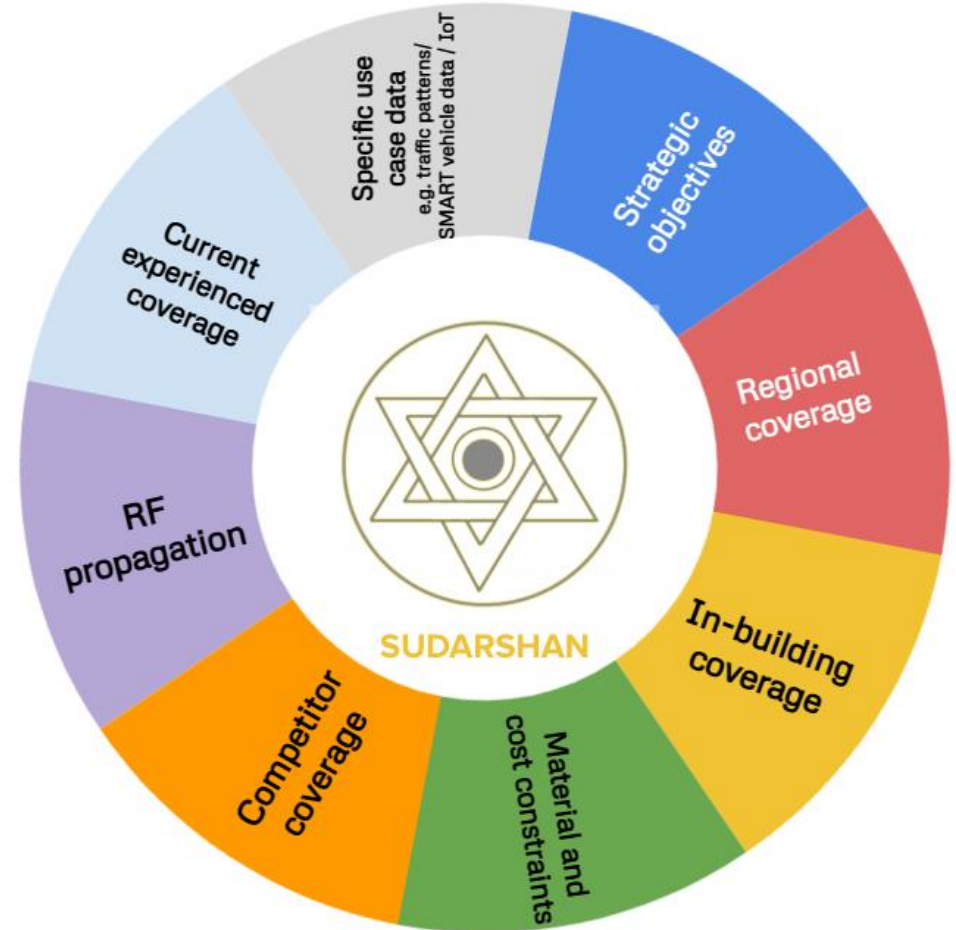 Specific use
case data
e.g. traffic patterns/
SMART vehicle data / IoT
Strategic
objectives
Regional
coverage
In-building
coverage
Material and
cost constraints
Competitor
coverage
RF
propagation
Current
experienced
coverage
SUDARSHAN